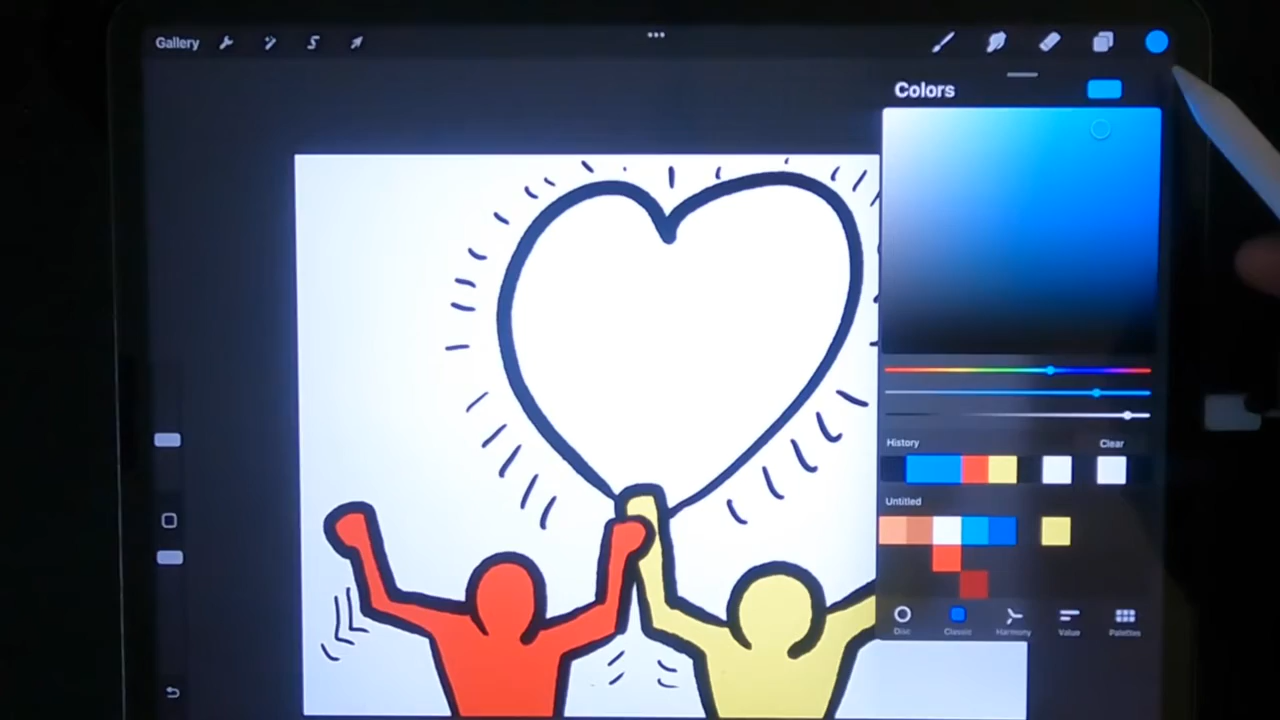 Gallery
Colors
History Clear
Untitled
Disc Classic Harmony Value Palettes